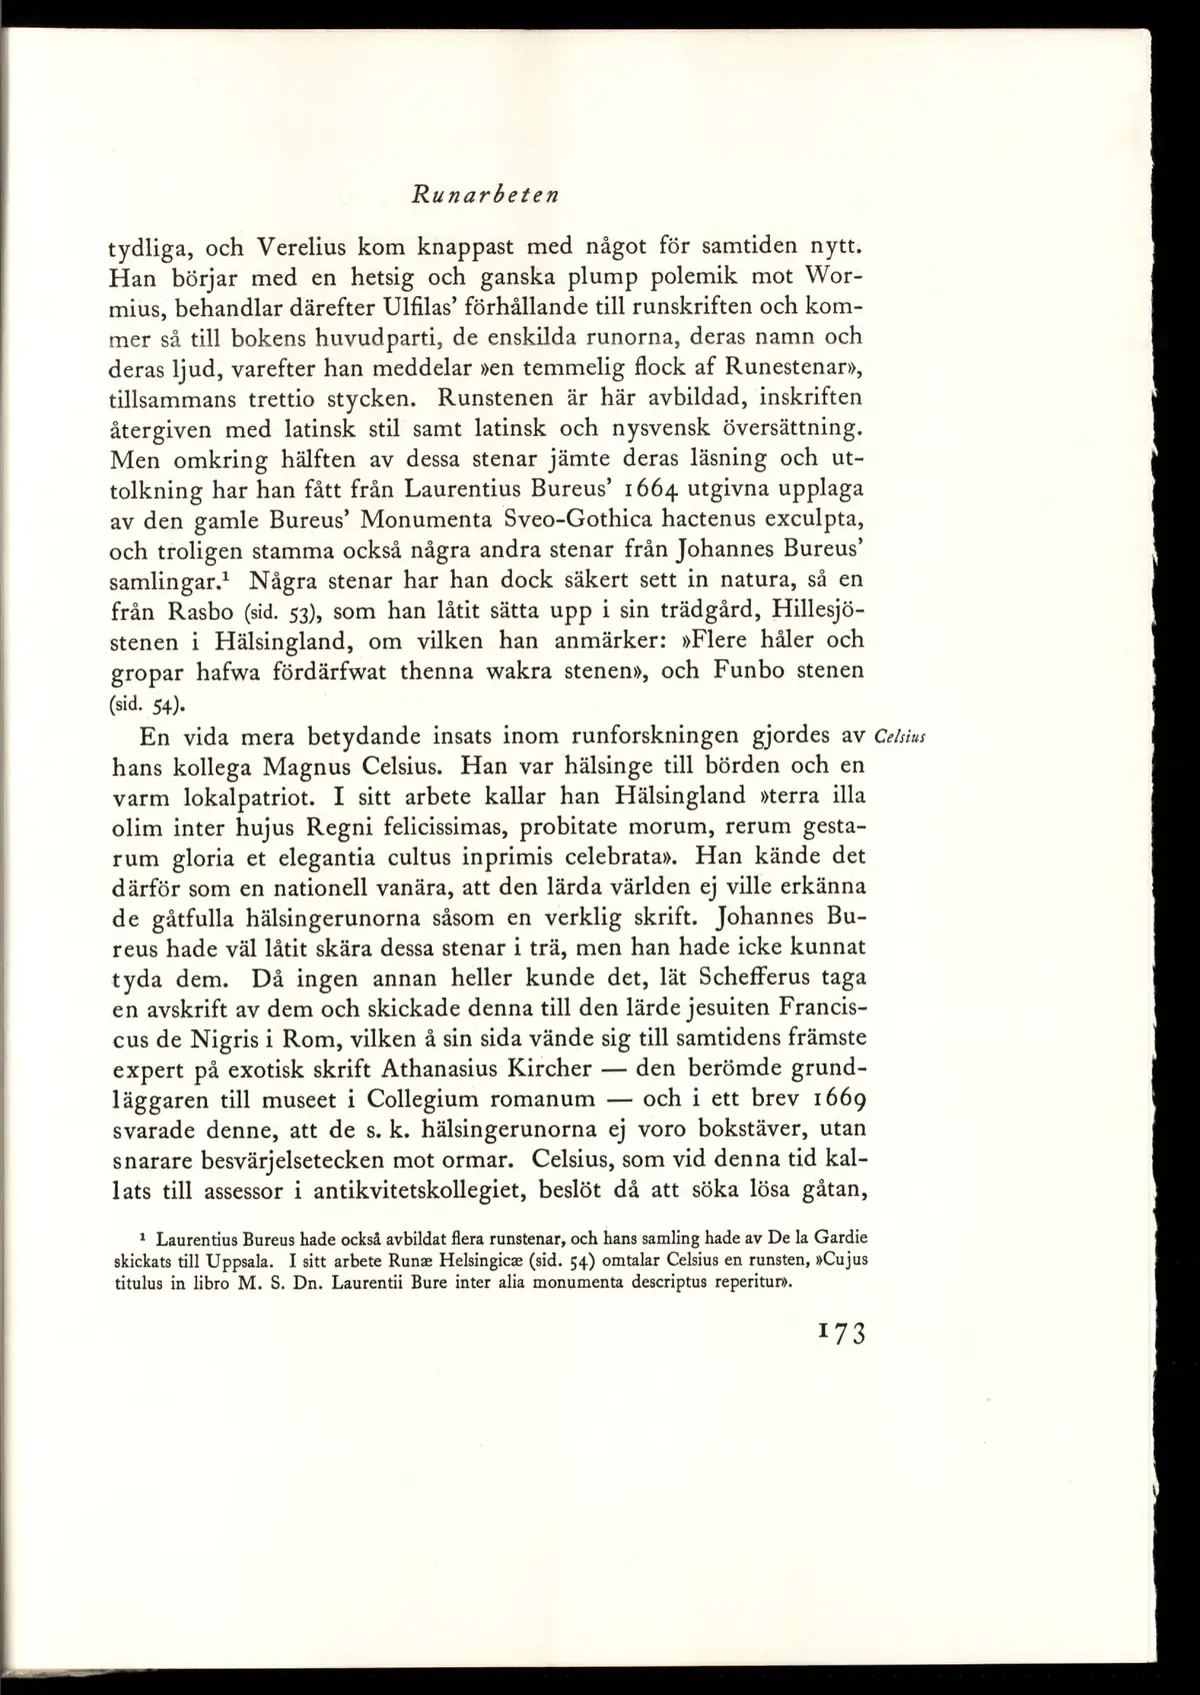 Runarbeten
tydliga, och Verelius kom knappast med något för samtiden nytt.
Han börjar med en hetsig och ganska plump polemik mot Wor-
mius, behandlar därefter Ulfilas’ förhållande till runskriften och kom-
mer så till bokens huvudparti, de enskilda runorna, deras namn och
deras ljud, varefter han meddelar »en temmelig flock af Runestenar»,
tillsammans trettio stycken. Runstenen är här avbildad, inskriften
återgiven med latinsk stil samt latinsk och nysvensk översättning.
Men omkring hälften av dessa stenar jämte deras läsning och ut-
tolkning har han fått från Laurentius Bureus’ 1664 utgivna upplaga
av den gamle Bureus’ Monumenta Sveo-Gothica hactenus exculpta,
och troligen stamma också några andra stenar från Johannes Bureus’
samlingar.¹ Några stenar har han dock säkert sett in natura, så en
från Rasbo (sid. 53), som han låtit sätta upp i sin trädgård, Hillesjö-
stenen i Hälsingland, om vilken han anmärker: »Flere håler och
gropar hafwa fördärfwat thenna wakra stenen», och Funbo stenen
(sid. 54).
En vida mera betydande insats inom runforskningen gjordes av Celsius
hans kollega Magnus Celsius. Han var hälsinge till börden och en
varm lokalpatriot. I sitt arbete kallar han Hälsingland »terra illa
olim inter hujus Regni felicissimas, probitate morum, rerum gesta-
rum gloria et elegantia cultus inprimis celebrata». Han kände det
därför som en nationell vanära, att den lärda världen ej ville erkänna
de gåtfulla hälsingerunorna såsom en verklig skrift. Johannes Bu-
reus hade väl låtit skära dessa stenar i trä, men han hade icke kunnat
tyda dem. Då ingen annan heller kunde det, lät Schefferus taga
en avskrift av dem och skickade denna till den lärde jesuiten Francis-
cus de Nigris i Rom, vilken å sin sida vände sig till samtidens främste
expert på exotisk skrift Athanasius Kircher — den berömde grund-
läggaren till museet i Collegium romanum — och i ett brev 1669
svarade denne, att de s. k. hälsingerunorna ej voro bokstäver, utan
snarare besvärjelsetecken mot ormar. Celsius, som vid denna tid kal-
lats till assessor i antikvitetskollegiet, beslöt då att söka lösa gåtan,
¹ Laurentius Bureus hade också avbildat flera runstenar, och hans samling hade av De la Gardie
skickats till Uppsala. I sitt arbete Runæ Helsingicæ (sid. 54) omtalar Celsius en runsten, »Cujus
titulus in libro M. S. Dn. Laurentii Bure inter alia monumenta descriptus reperitur».
173